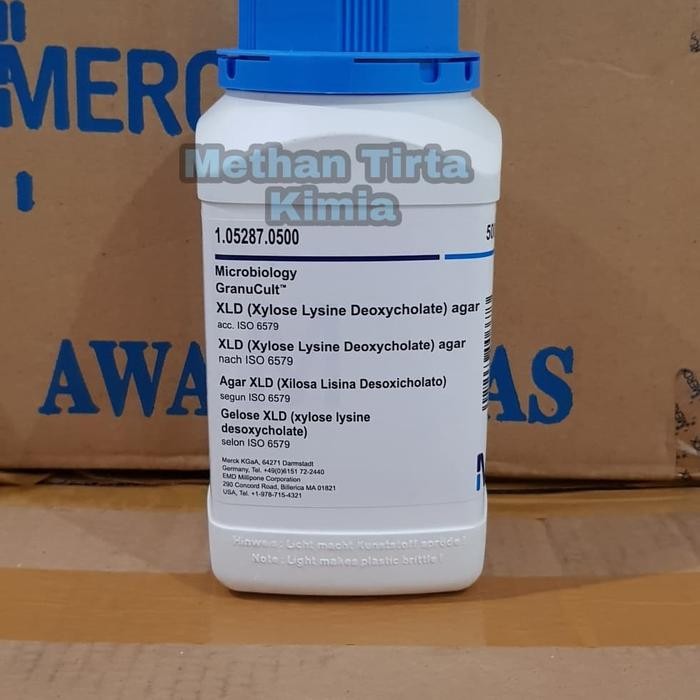 MERC
Methan Tirta
Kimia
1.05287.0500
50
Microbiology
GranuCult™
XLD (Xylose Lysine Deoxycholate) agar
acc. ISO 6579
XLD (Xylose Lysine Deoxycholate) agar
nach ISO 6579
AWA
AS
Agar XLD (Xilosa Lisina Desoxicholato)
segun ISO 6579
Gelose XLD (xylose lysine
desoxycholate)
selon ISO 6579
Merck KGaA, 64271 Darmstadt
Germany, Tel. +49(0)6151 72-2440
EMD Millipone Corporation
290 Concord Road, Billerica MA 01821
USA, Tel. +1-978-715-4321
Hinweis: Licht macht Kunststoff spröde!
Note: Light makes plastic brittle!